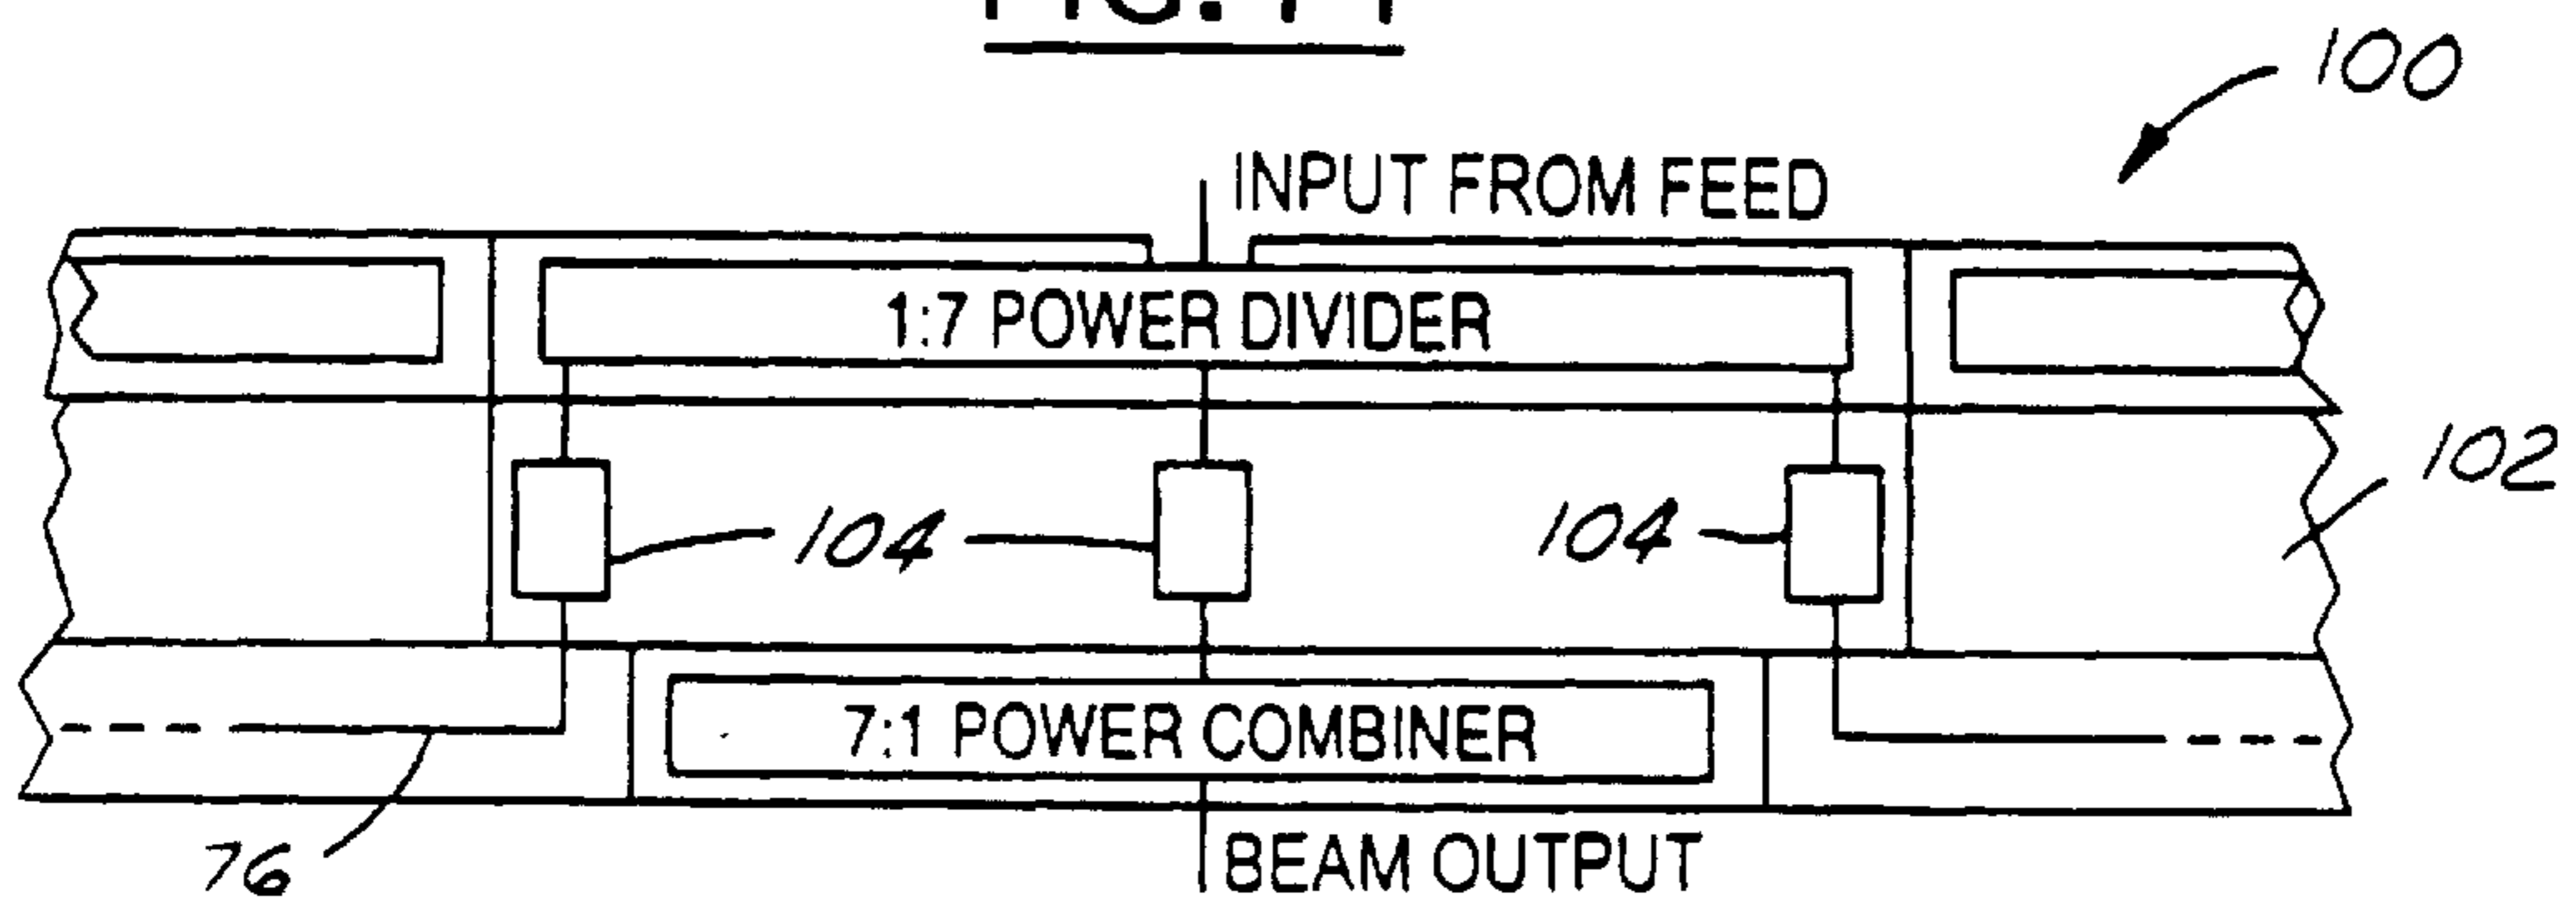 100
INPUT FROM FEED
1:7 POWER DIVIDER
102
104
104
7:1 POWER COMBINER
76
BEAM OUTPUT